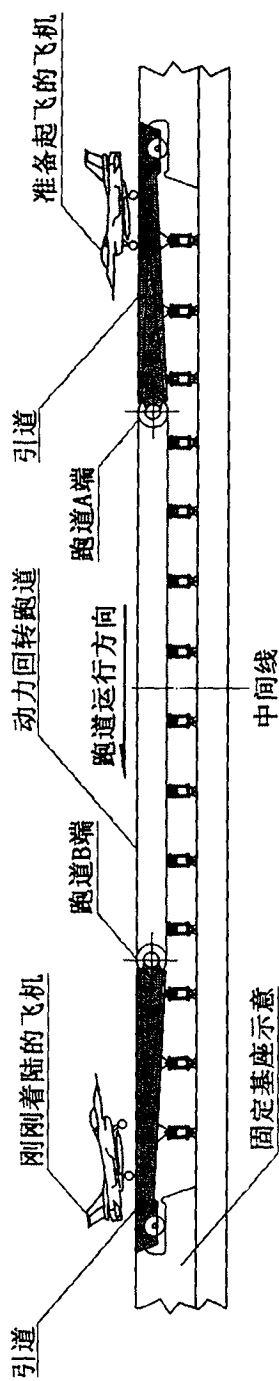 引道
刚刚着陆的飞机
跑道B端
动力回转跑道
跑道运行方向
跑道A端
引道
准备起飞的飞机
固定基座示意
中间线